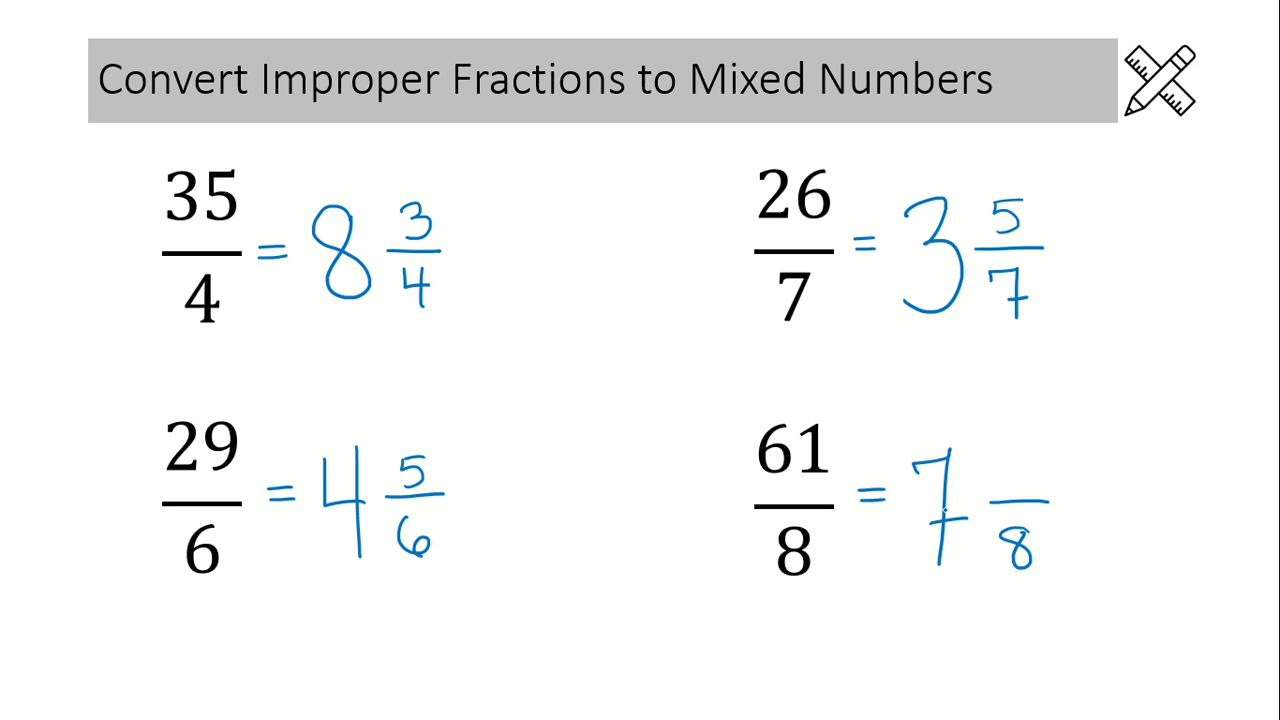 Convert Improper Fractions to Mixed Numbers
35/4 = 8 3/4
26/7 = 3 5/7
29/6 = 4 5/6
61/8 = 7 /8